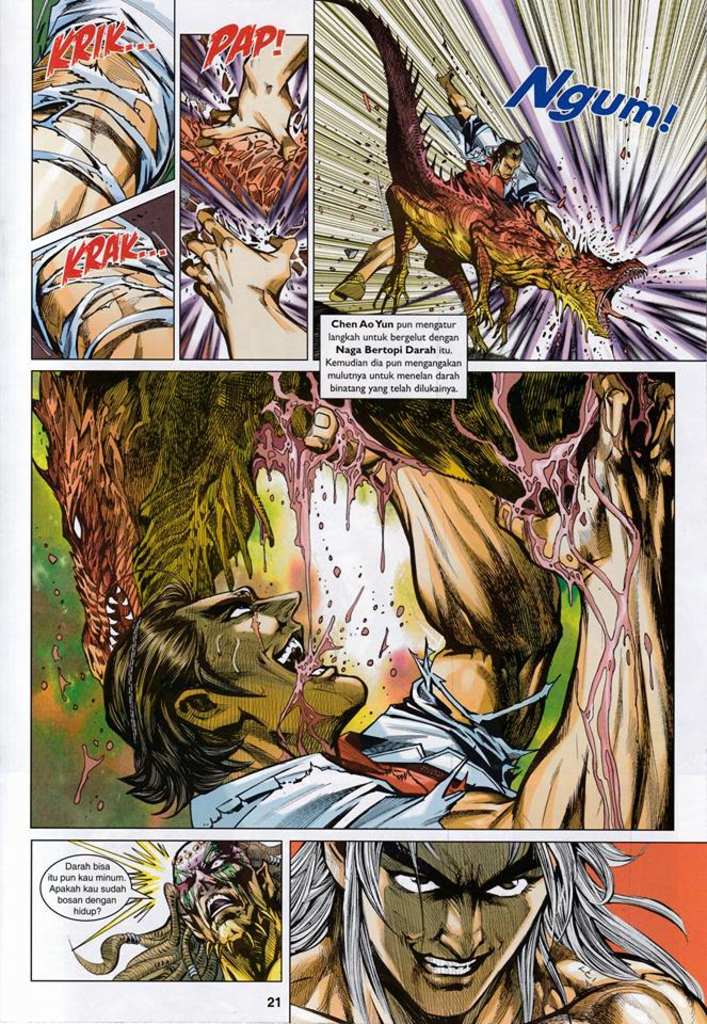 KRIK...
PAP!
Ngum!
KRAK...
Chen Ao Yun pun mengatur
langkah untuk bergelut dengan
Naga Bertopi Darah itu.
Kemudian dia pun mengangakan
mulutnya untuk menelan darah
binatang yang telah dilukainya.
Darah bisa
itu pun kau minum.
Apakah kau sudah
bosan dengan
hidup?
21